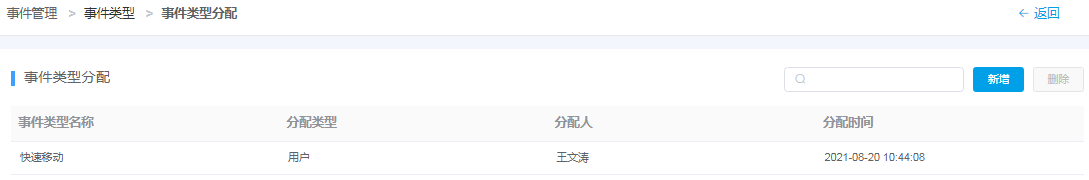 事件管理 > 事件类型 > 事件类型分配 ← 返回
事件类型分配 新增 删除
事件类型名称 分配类型 分配人 分配时间
快速移动 用户 王文涛 2021-08-20 10:44:08